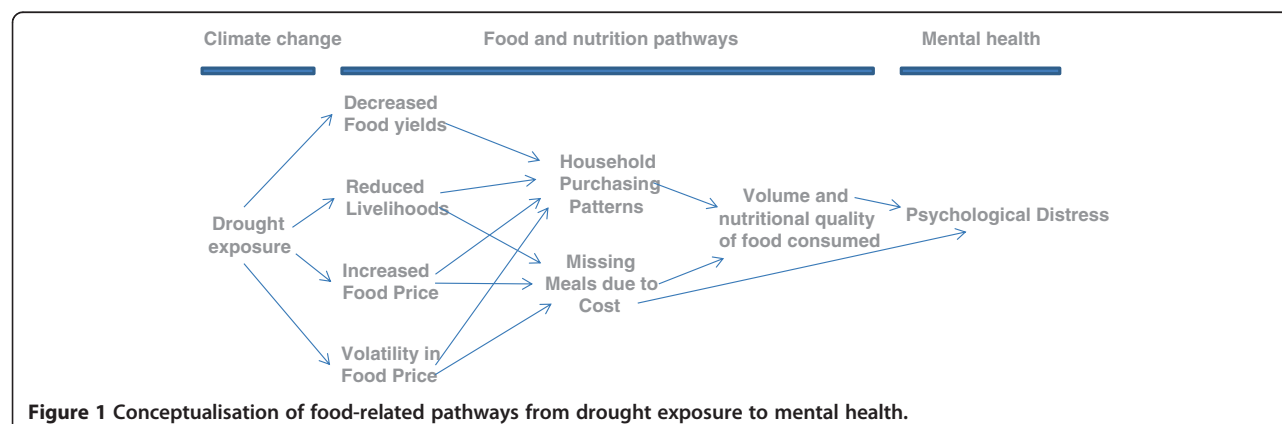 Climate change Food and nutrition pathways Mental health
Decreased
Food yields
Reduced
Livelihoods
Drought
exposure
Increased
Food Price
Volatility in
Food Price
Household
Purchasing
Patterns
Missing
Meals due to
Cost
Volume and
nutritional quality
of food consumed
Psychological Distress
Figure 1 Conceptualisation of food-related pathways from drought exposure to mental health.